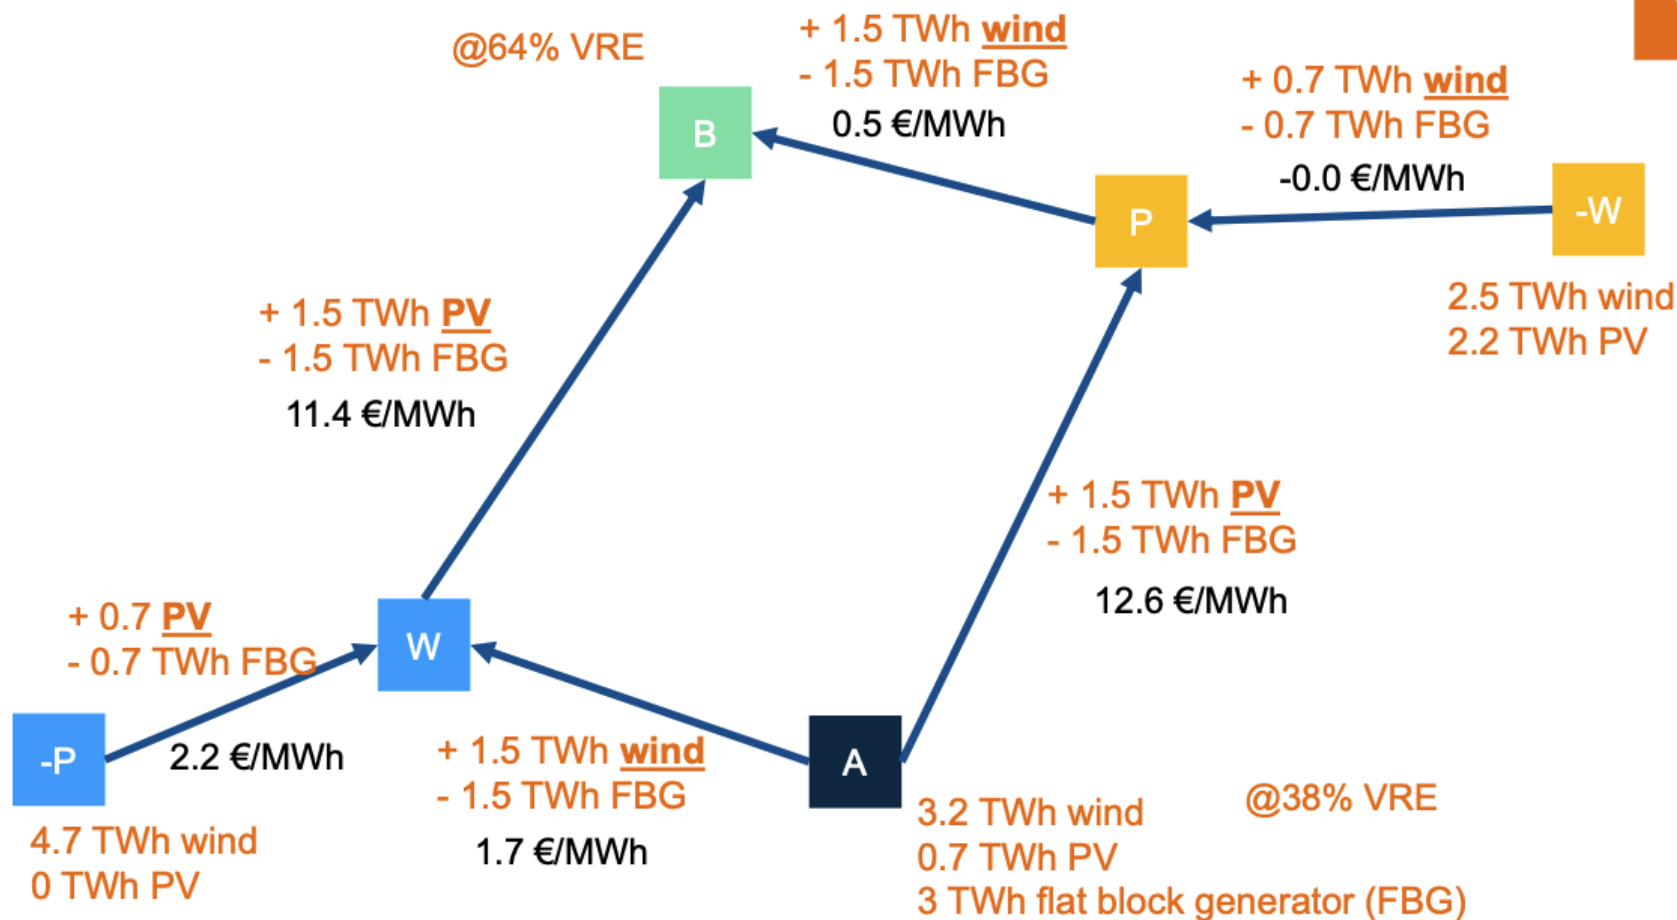 @64% VRE
+ 1.5 TWh wind
- 1.5 TWh FBG
0.5 €/MWh
+ 0.7 TWh wind
- 0.7 TWh FBG
-0.0 €/MWh
B
P
-W
2.5 TWh wind
2.2 TWh PV
+ 1.5 TWh PV
- 1.5 TWh FBG
11.4 €/MWh
+ 1.5 TWh PV
- 1.5 TWh FBG
12.6 €/MWh
+ 0.7 PV
- 0.7 TWh FBG
W
-P
2.2 €/MWh
+ 1.5 TWh wind
- 1.5 TWh FBG
1.7 €/MWh
A
@38% VRE
4.7 TWh wind
0 TWh PV
3.2 TWh wind
0.7 TWh PV
3 TWh flat block generator (FBG)